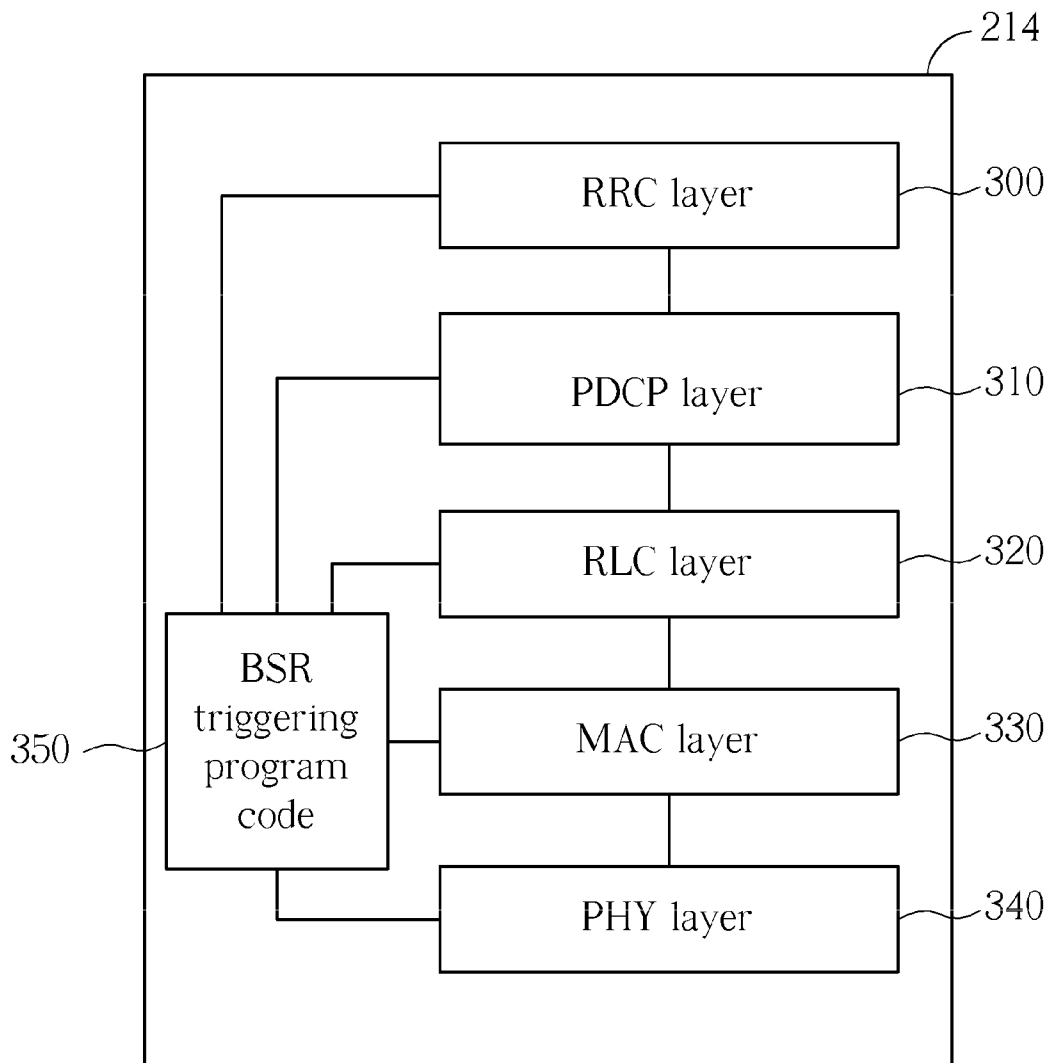 214
RRC layer
300
PDCP layer
310
RLC layer
320
BSR
triggering
program
code
350
MAC layer
330
PHY layer
340